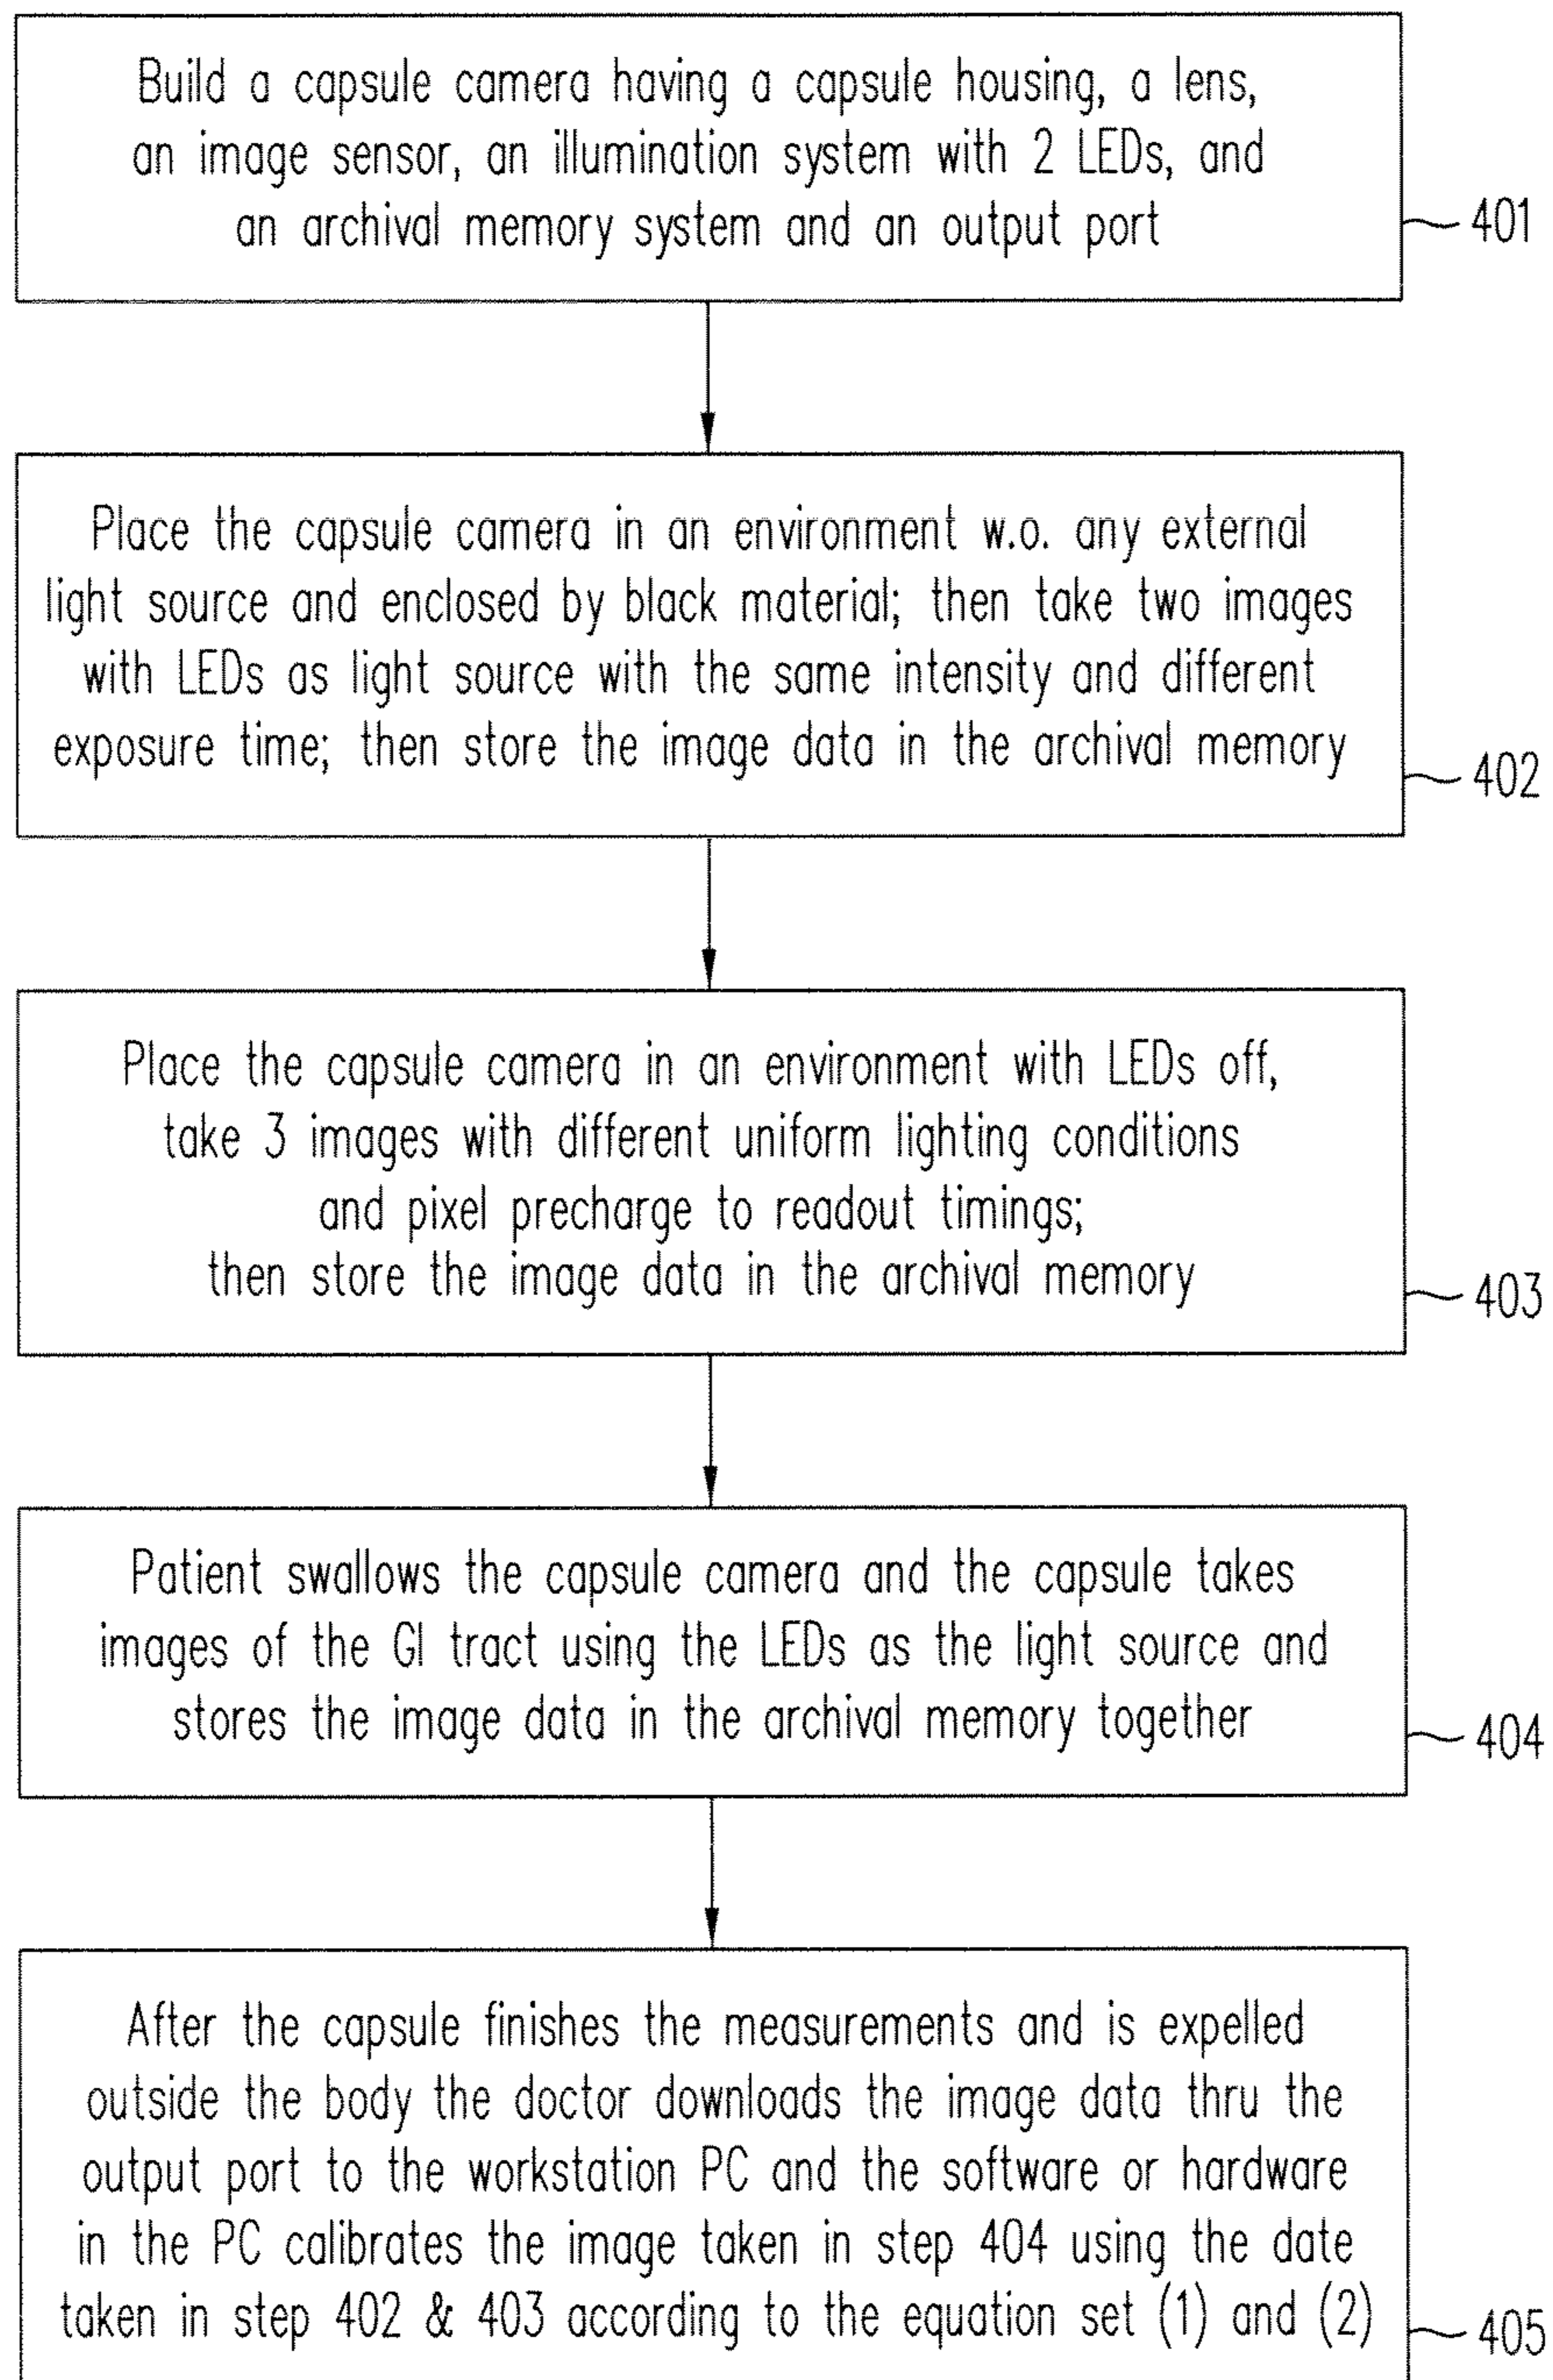 Build a capsule camera having a capsule housing, a lens,
an image sensor, an illumination system with 2 LEDs, and
an archival memory system and an output port
401
Place the capsule camera in an environment w.o. any external
light source and enclosed by black material; then take two images
with LEDs as light source with the same intensity and different
exposure time; then store the image data in the archival memory
402
Place the capsule camera in an environment with LEDs off,
take 3 images with different uniform lighting conditions
and pixel precharge to readout timings;
then store the image data in the archival memory
403
Patient swallows the capsule camera and the capsule takes
images of the GI tract using the LEDs as the light source and
stores the image data in the archival memory together
404
After the capsule finishes the measurements and is expelled
outside the body the doctor downloads the image data thru the
output port to the workstation PC and the software or hardware
in the PC calibrates the image taken in step 404 using the date
taken in step 402 & 403 according to the equation set (1) and (2)
405